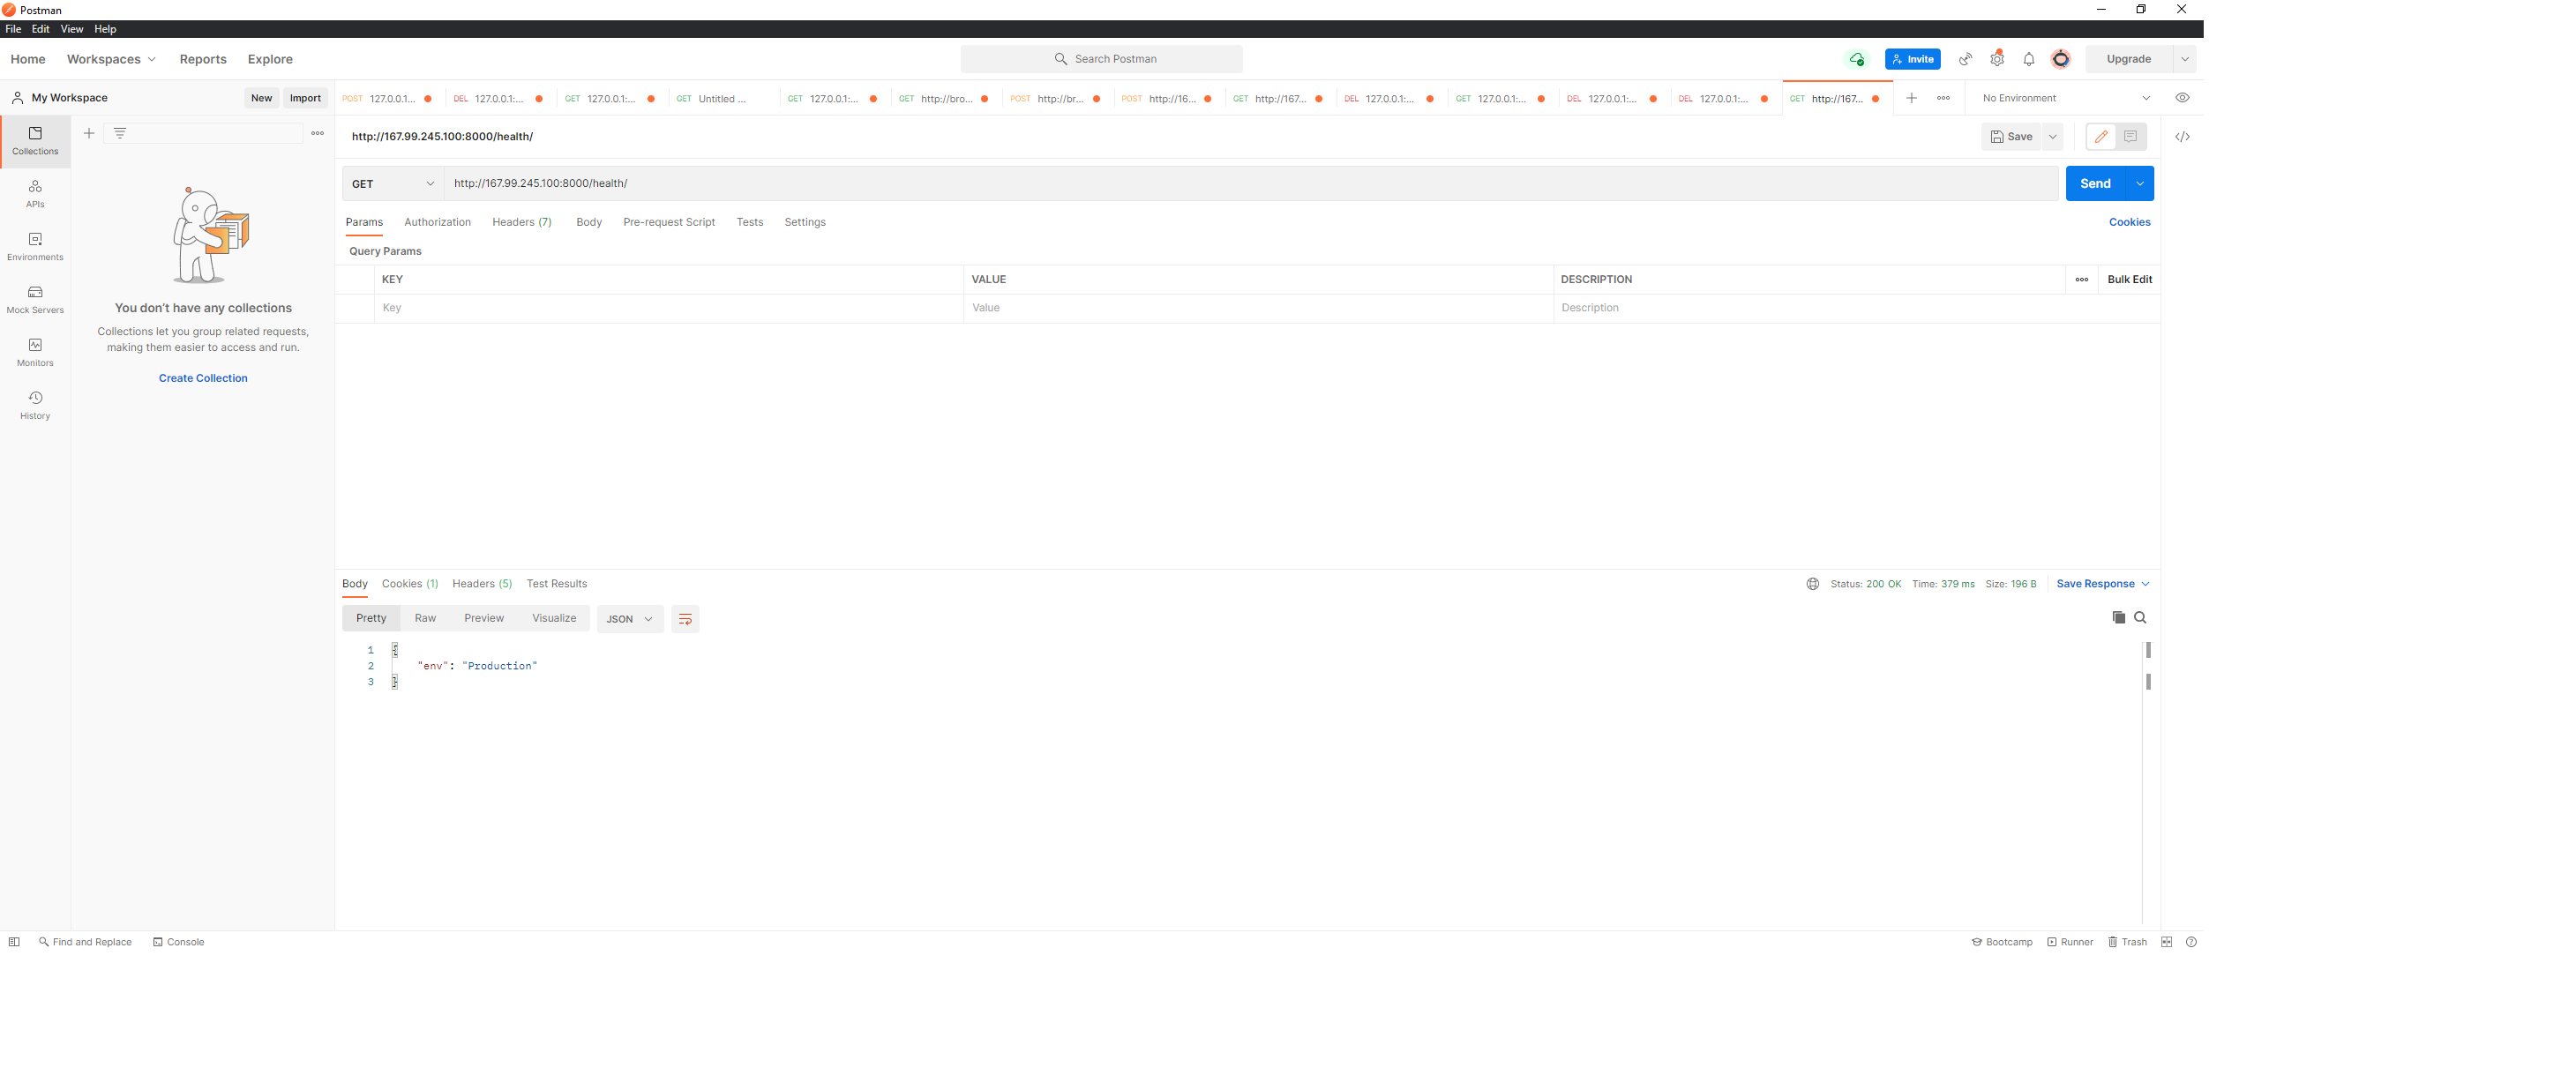 Postman
File Edit View Help
Home Workspaces Reports Explore
Search Postman
Invite
Upgrade
My Workspace
New Import
POST 127.0.0.1... DEL 127.0.0.1:... GET 127.0.0.1:... GET Untitled ... GET 127.0.0.1:... GET http://bro... POST http://br... POST http://16... GET http://167... DEL 127.0.0.1:... GET 127.0.0.1:... DEL 127.0.0.1:... DEL 127.0.0.1:... GET http://167...
No Environment
Collections
APIs
Environments
Mock Servers
Monitors
History
You don't have any collections
Collections let you group related requests,
making them easier to access and run.
Create Collection
http://167.99.245.100:8000/health/
Save
GET http://167.99.245.100:8000/health/
Send
Params Authorization Headers (7) Body Pre-request Script Tests Settings
Cookies
Query Params
KEY VALUE DESCRIPTION Bulk Edit
Key Value Description
Body Cookies (1) Headers (5) Test Results
Status: 200 OK Time: 379 ms Size: 196 B Save Response
Pretty Raw Preview Visualize JSON
1 {
2 "env": "Production"
3 }
Find and Replace Console
Bootcamp Runner Trash